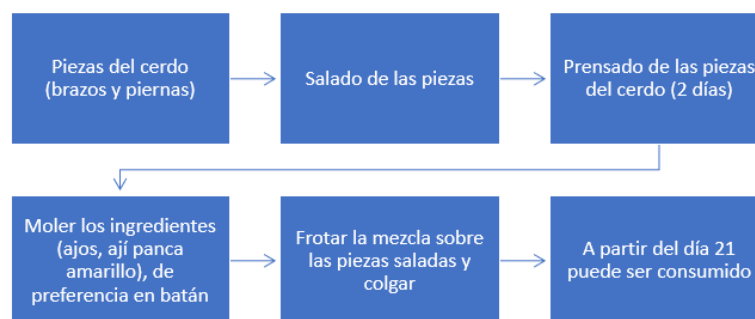 Piezas del cerdo
(brazos y piernas)
Salado de las piezas
Prensado de las piezas
del cerdo (2 días)
Moler los ingredientes
(ajos, ají panca
amarillo), de
preferencia en batán
Frotar la mezcla sobre
las piezas saladas y
colgar
A partir del día 21
puede ser consumido